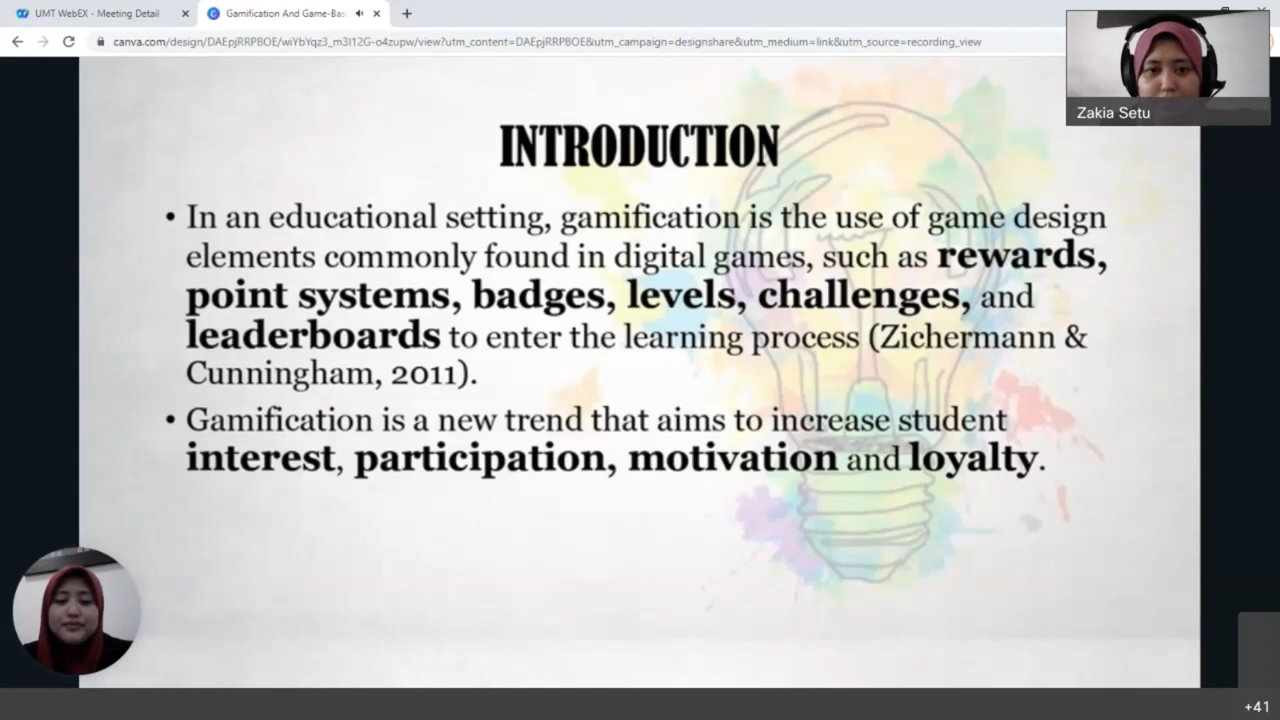 UMT WebEX - Meeting Detail
Gamification And Game-Bas
canva.com/design/DAEpjRRPBOE/wiYbYqz3_m3I12G-o4zupw/view?utm_content=DAEpjRRPBOE&utm_campaign=designshare&utm_medium=link&utm_source=recording_view
Zakia Setu
INTRODUCTION
• In an educational setting, gamification is the use of game design
elements commonly found in digital games, such as rewards,
point systems, badges, levels, challenges, and
leaderboards to enter the learning process (Zichermann &
Cunningham, 2011).
• Gamification is a new trend that aims to increase student
interest, participation, motivation and loyalty.
+41